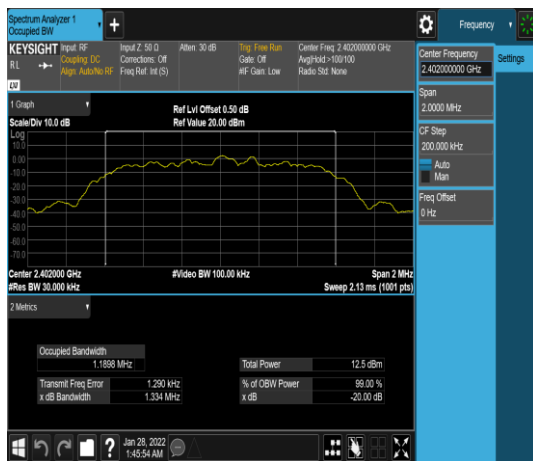 Spectrum Analyzer 1
Occupied BW
+
Frequency
KEYSIGHT
R L
Input: RF
Coupling: DC
Align: Auto/No RF
Input Z: 50 Ω
Corrections: Off
Freq Ref: Int (S)
Atten: 30 dB
Trig: Free Run
Gate: Off
#IF Gain: Low
Center Freq: 2.402000000 GHz
Avg|Hold:>100/100
Radio Std: None
LXI
1 Graph
Scale/Div 10.0 dB
Ref Lvl Offset 0.50 dB
Ref Value 20.00 dBm
Log
10.0
0.00
-10.0
-20.0
-30.0
-40.0
-50.0
-60.0
-70.0
Center 2.402000 GHz
#Res BW 30.000 kHz
#Video BW 100.00 kHz
Span 2 MHz
Sweep 2.13 ms (1001 pts)
2 Metrics
Occupied Bandwidth
1.1898 MHz
Total Power 12.5 dBm
Transmit Freq Error 1.290 kHz
% of OBW Power 99.00 %
x dB Bandwidth 1.334 MHz
x dB -20.00 dB
Center Frequency
2.402000000 GHz
Settings
Span
2.0000 MHz
CF Step
200.000 kHz
Auto
Man
Freq Offset
0 Hz
?
Jan 28, 2022
1:45:54 AM